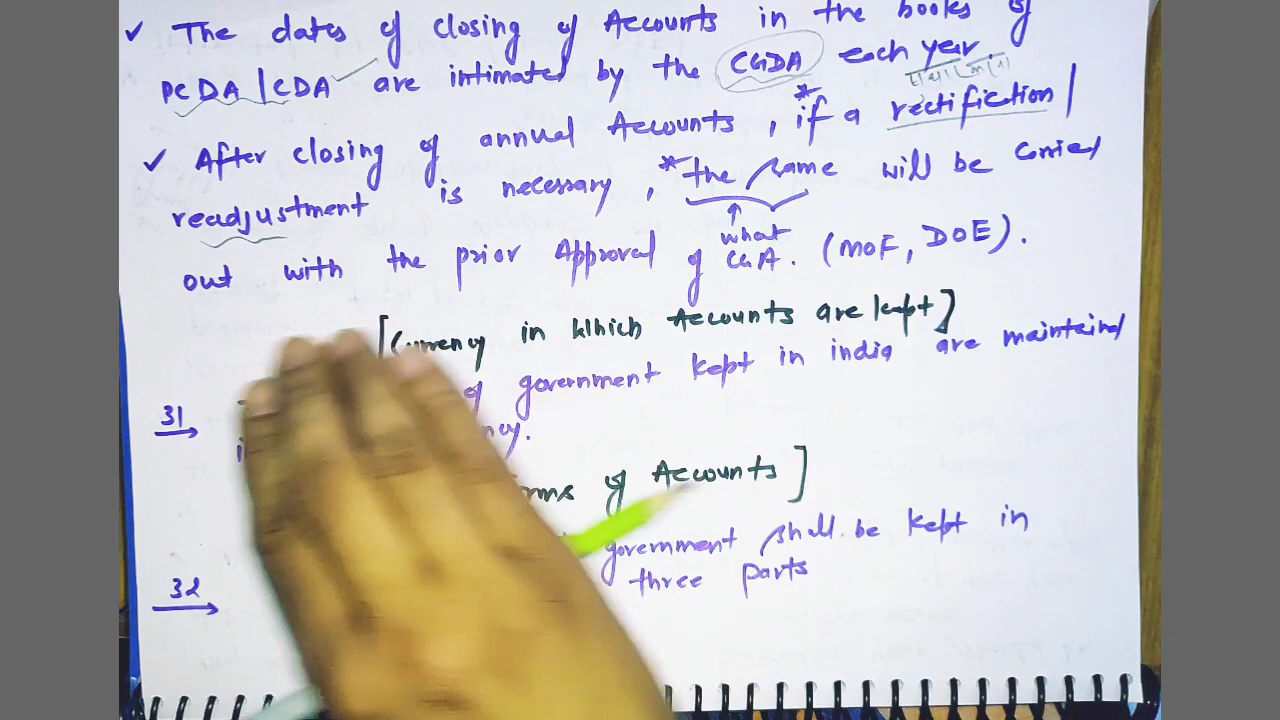 ✓ The dates of closing of Accounts in the books of
PCDA|CDA are intimated by the CGDA each year.
✓ After closing of annual Accounts, *if a rectification|
readjustment is necessary, *the same will be carried
what
out with the prior Approval of CGA. (MOF, DOE).
[Currency in which Accounts are kept]
31 of government kept in india are maintained
of Accounts]
32 government shall be kept in
three parts